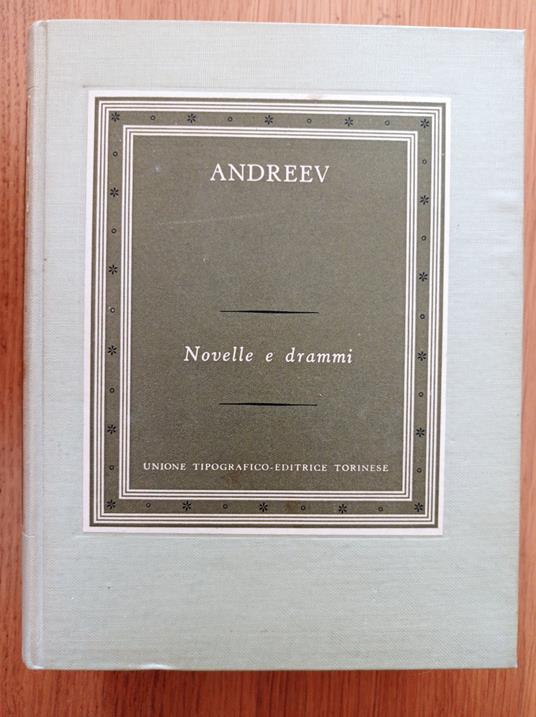 ANDREEV
Novelle e drammi
UNIONE TIPOGRAFICO-EDITRICE TORINESE